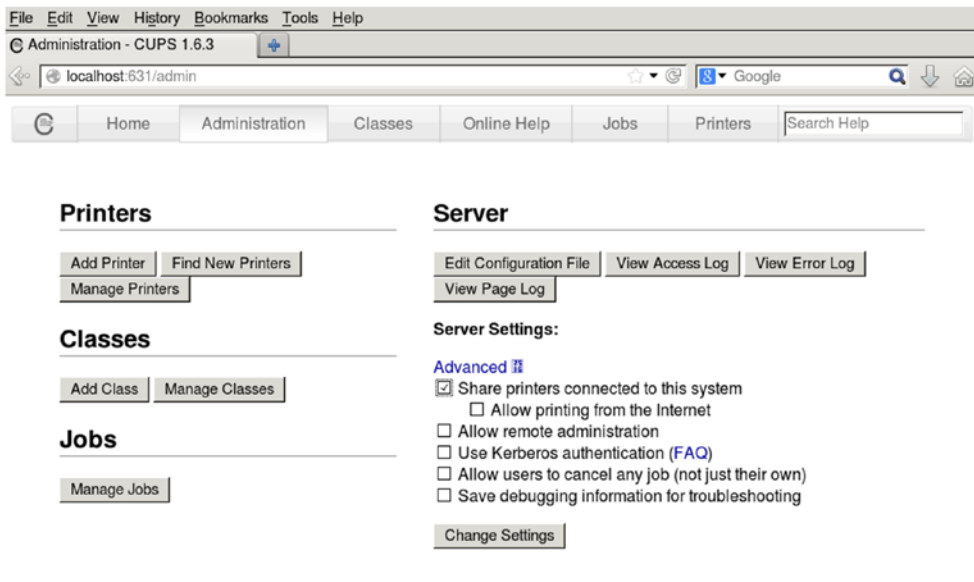 File Edit View History Bookmarks Tools Help
Administration - CUPS 1.6.3
localhost:631/admin
Google
Home Administration Classes Online Help Jobs Printers Search Help
Printers
Add Printer Find New Printers
Manage Printers
Classes
Add Class Manage Classes
Jobs
Manage Jobs
Server
Edit Configuration File View Access Log View Error Log
View Page Log
Server Settings:
Advanced
Share printers connected to this system
Allow printing from the Internet
Allow remote administration
Use Kerberos authentication (FAQ)
Allow users to cancel any job (not just their own)
Save debugging information for troubleshooting
Change Settings